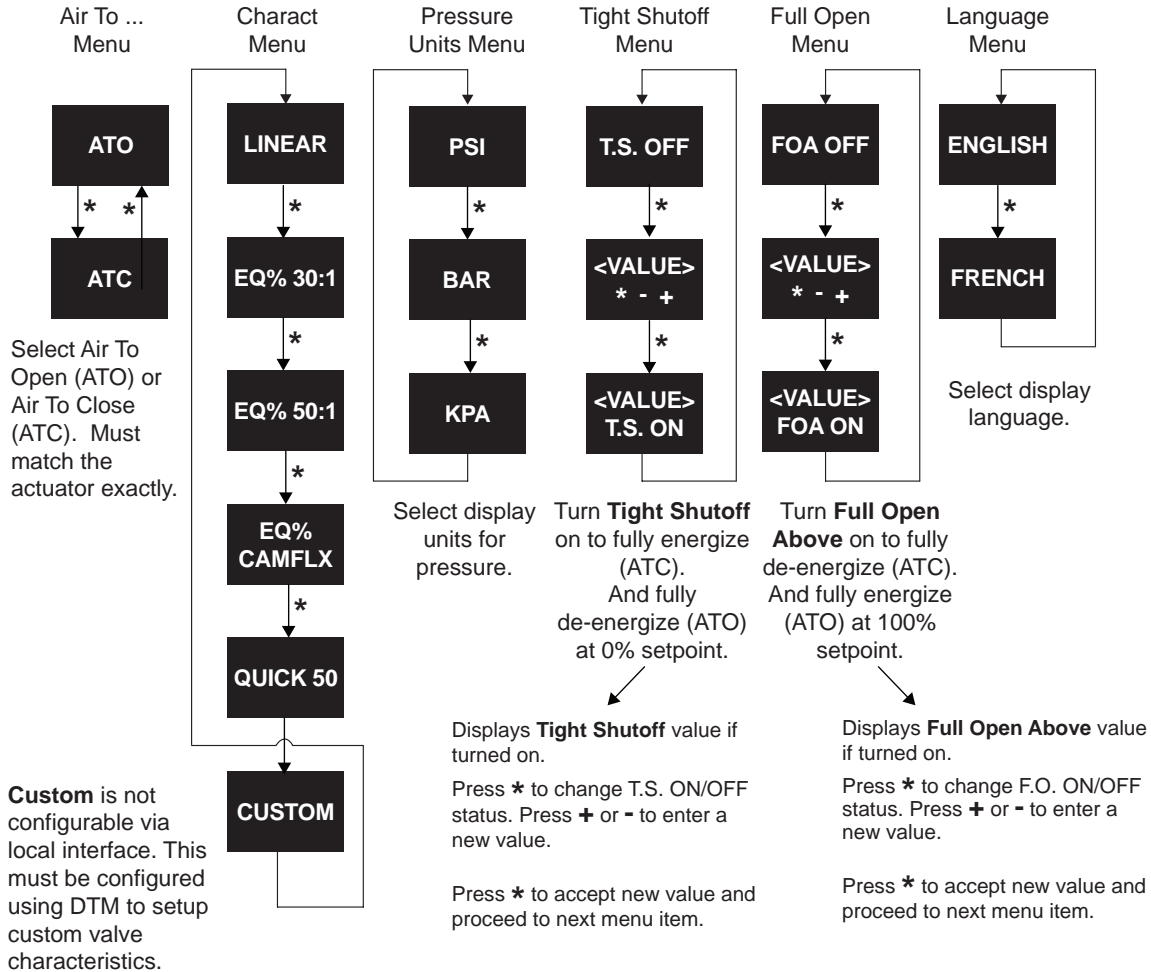 Air To ...
Menu
Charact
Menu
Pressure
Units Menu
Tight Shutoff
Menu
Full Open
Menu
Language
Menu
ATO
*
*
ATC
Select Air To
Open (ATO) or
Air To Close
(ATC). Must
match the
actuator exactly.
LINEAR
*
EQ% 30:1
*
EQ% 50:1
*
EQ%
CAMFLX
*
QUICK 50
CUSTOM
Custom is not
configurable via
local interface. This
must be configured
using DTM to setup
custom valve
characteristics.
PSI
*
BAR
*
KPA
Select display
units for
pressure.
T.S. OFF
*
<VALUE>
* - +
*
<VALUE>
T.S. ON
Turn Tight Shutoff
on to fully energize
(ATC).
And fully
de-energize (ATO)
at 0% setpoint.
Displays Tight Shutoff value if
turned on.
Press * to change T.S. ON/OFF
status. Press + or - to enter a
new value.
Press * to accept new value and
proceed to next menu item.
FOA OFF
*
<VALUE>
* - +
*
<VALUE>
FOA ON
Turn Full Open
Above on to fully
de-energize (ATC).
And fully energize
(ATO) at 100%
setpoint.
Displays Full Open Above value
if turned on.
Press * to change F.O. ON/OFF
status. Press + or - to enter a
new value.
Press * to accept new value and
proceed to next menu item.
ENGLISH
*
FRENCH
Select display
language.